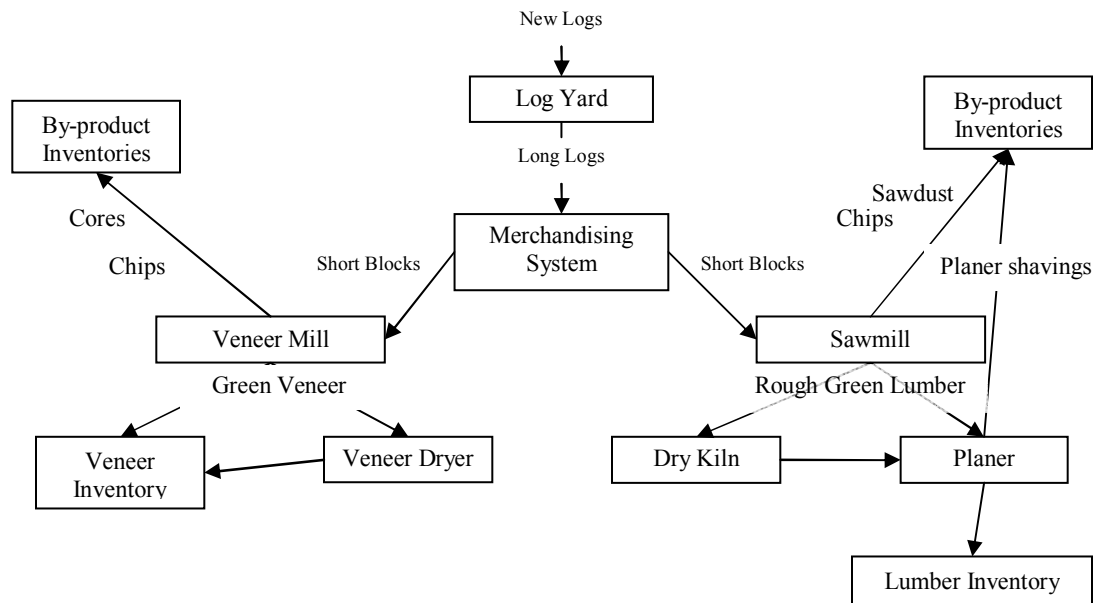 New Logs
Log Yard
By-product
Inventories
By-product
Inventories
Long Logs
Sawdust
Cores
Chips
Merchandising
System
Chips
Short Blocks
Short Blocks
Planer shavings
Veneer Mill
Sawmill
Green Veneer
Rough Green Lumber
Veneer
Inventory
Veneer Dryer
Dry Kiln
Planer
Lumber Inventory